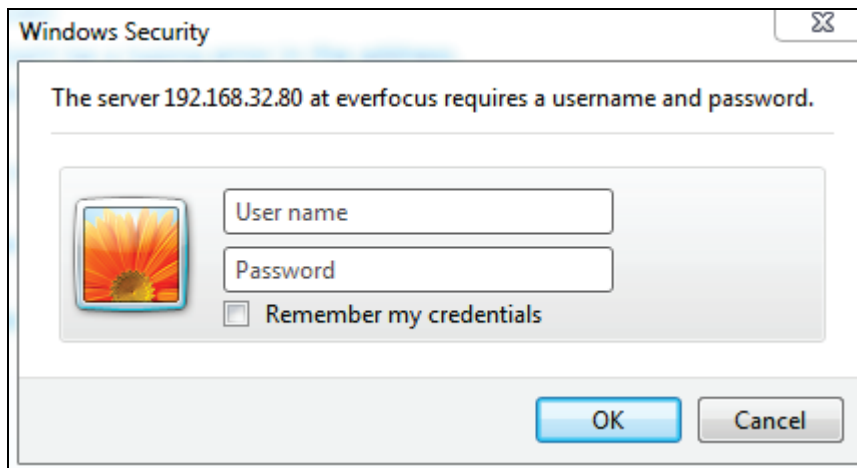 Windows Security
The server 192.168.32.80 at everfocus requires a username and password.
User name
Password
Remember my credentials
OK
Cancel